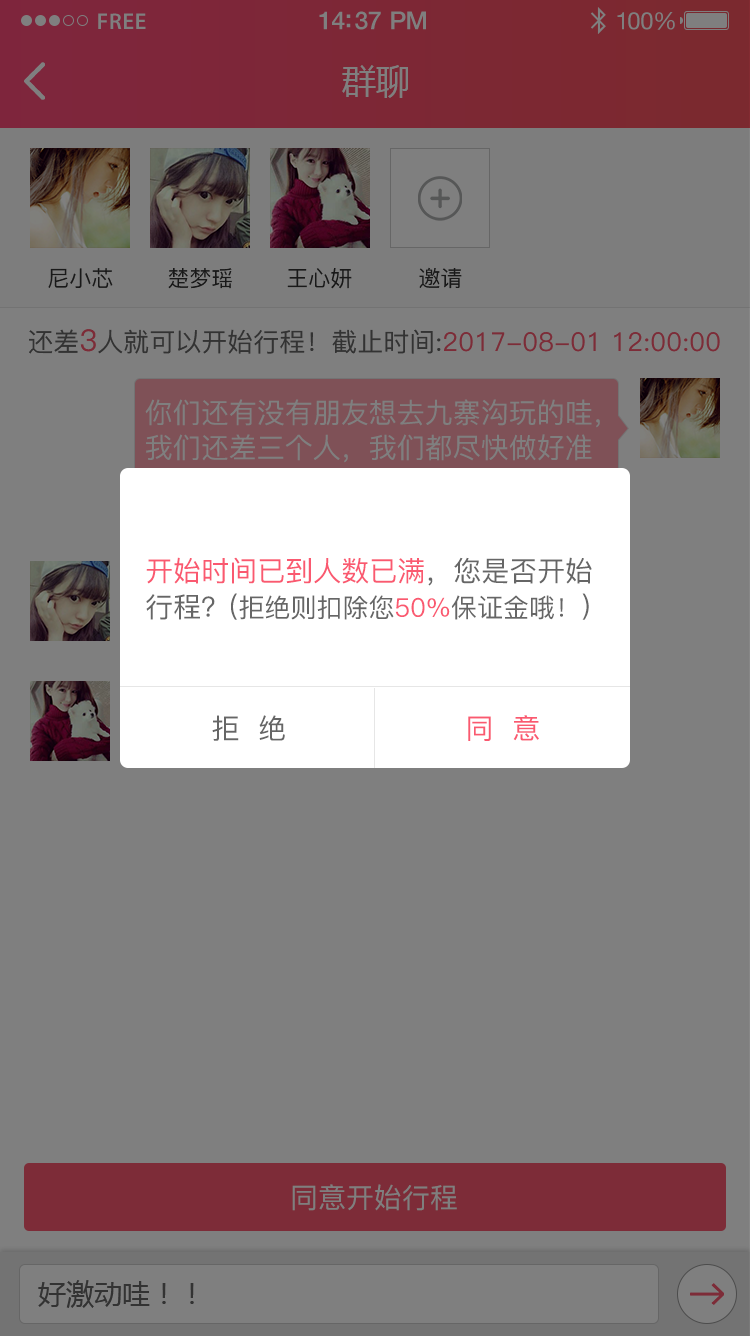 FREE 14:37 PM 100%
群聊
尼小芯 楚梦瑶 王心妍 邀请
还差3人就可以开始行程！截止时间:2017-08-01 12:00:00
你们还有没有朋友想去九寨沟玩的哇，
我们还差三个人，我们都尽快做好准
开始时间已到人数已满，您是否开始
行程？（拒绝则扣除您50%保证金哦！）
拒 绝 同 意
同意开始行程
好激动哇！！